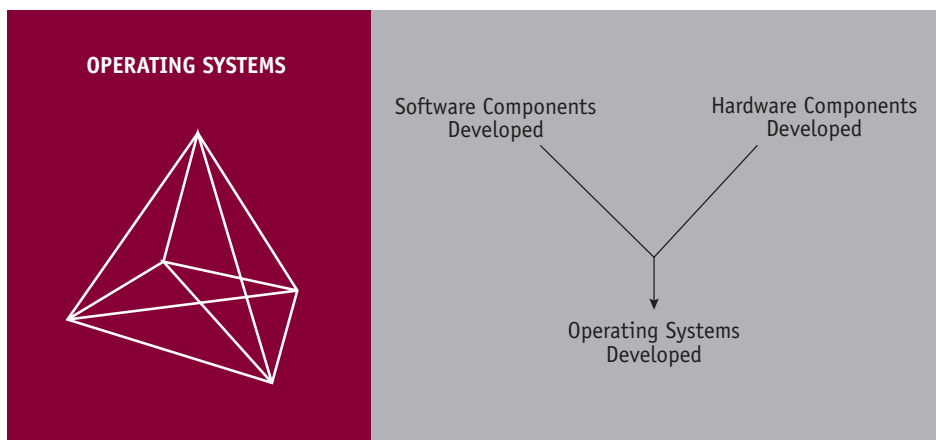 OPERATING SYSTEMS
Software Components
Developed
Hardware Components
Developed
Operating Systems
Developed